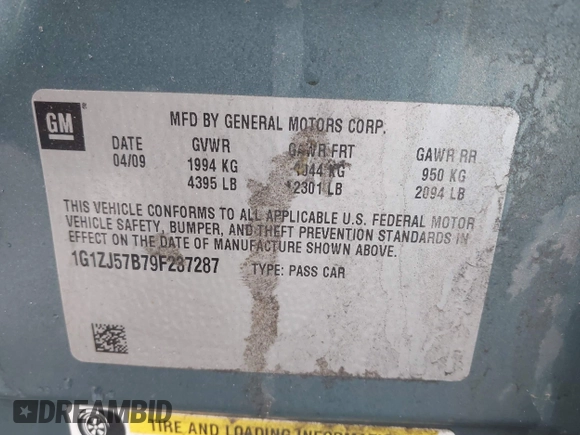 GM
MFD BY GENERAL MOTORS CORP.
DATE GVWR GAWR FRT GAWR RR
04/09 1994 KG 1044 KG 950 KG
4395 LB 2301 LB 2094 LB
THIS VEHICLE CONFORMS TO ALL APPLICABLE U.S. FEDERAL MOTOR
VEHICLE SAFETY, BUMPER, AND THEFT PREVENTION STANDARDS IN
EFFECT ON THE DATE OF MANUFACTURE SHOWN ABOVE.
1G1ZJ57B79F237287 TYPE: PASS CAR
DREAMBID
TIRE AND LOADING INFORMAT